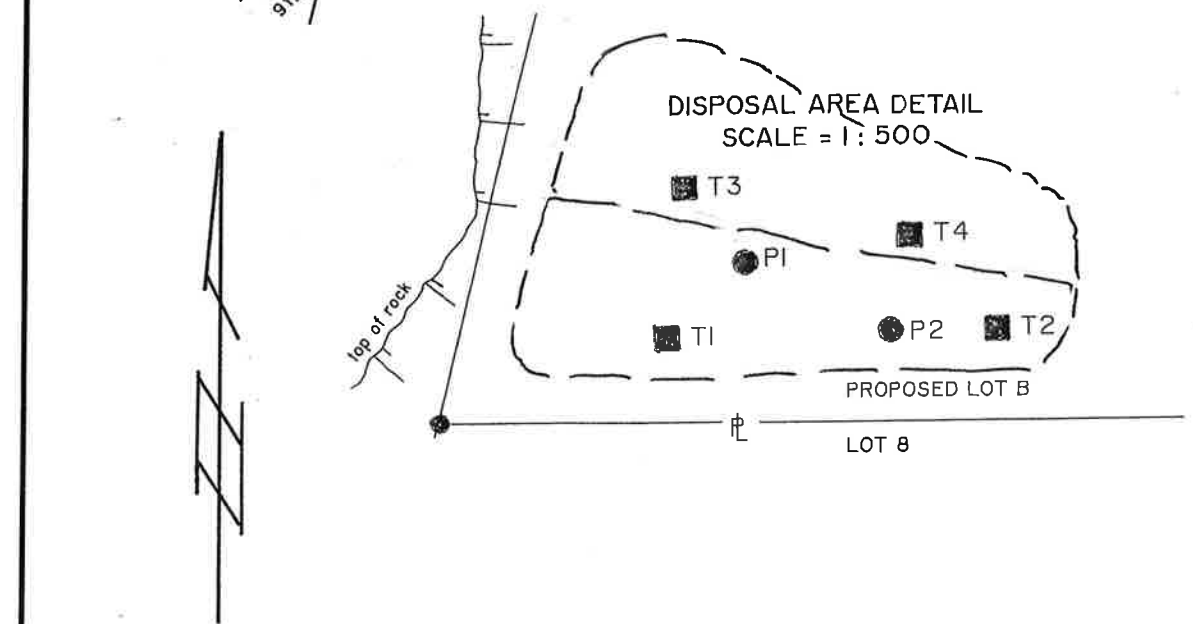 DISPOSAL AREA DETAIL
SCALE = 1:500
T3
T4
P1
top of rock
T1
P2
T2
PROPOSED LOT B
PL
LOT 8
N